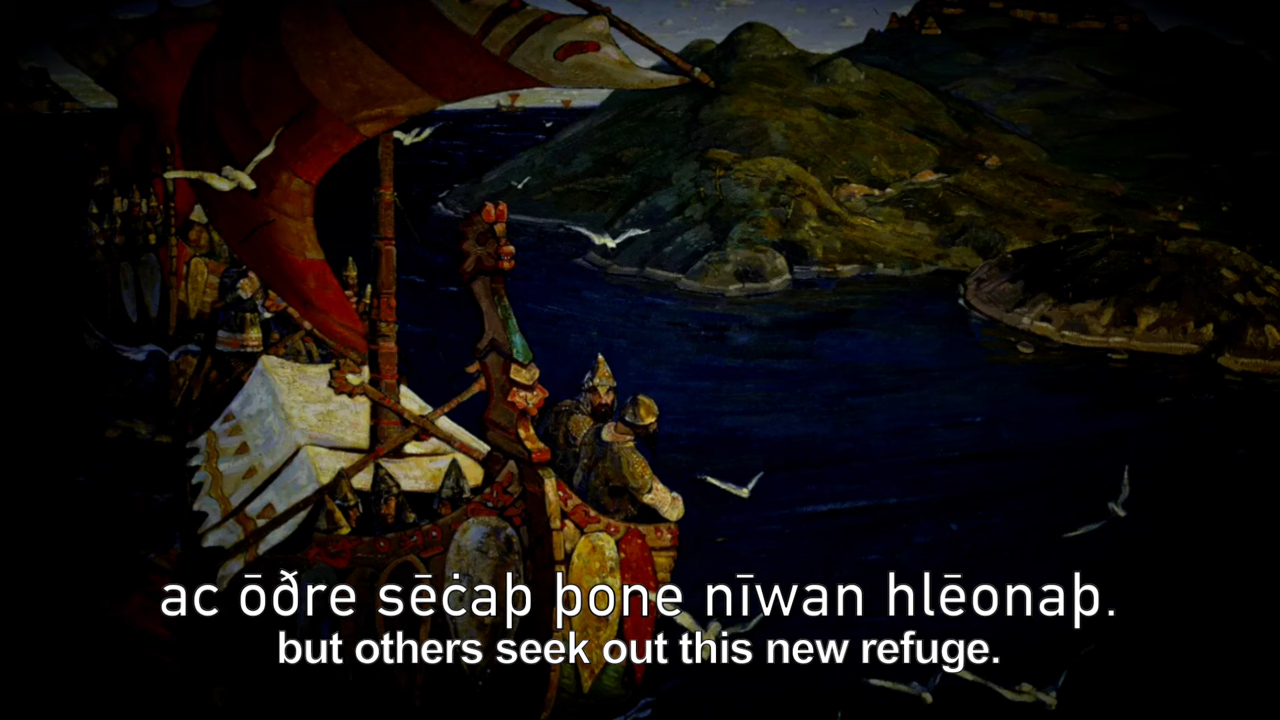 ac ōðre sēċaþ þone nīwan hlēonaþ.
but others seek out this new refuge.